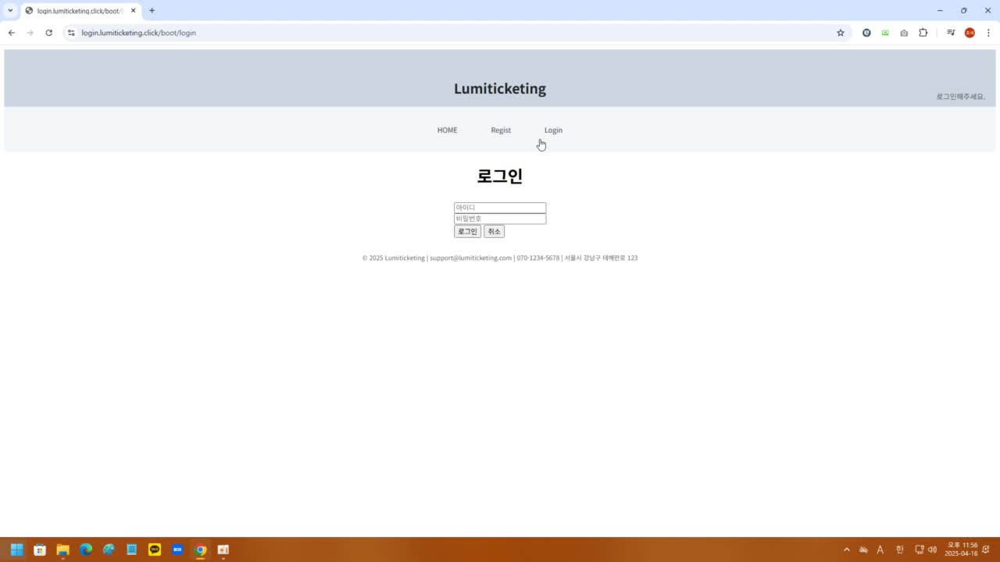 login.lumiticketing.click/boot/l
login.lumiticketing.click/boot/login
Lumiticketing
로그인해주세요.
HOME
Regist
Login
로그인
아이디
비밀번호
로그인
취소
© 2025 Lumiticketing | support@lumiticketing.com | 070-1234-5678 | 서울시 강남구 테헤란로 123
A
한
오후 11:56
2025-04-16